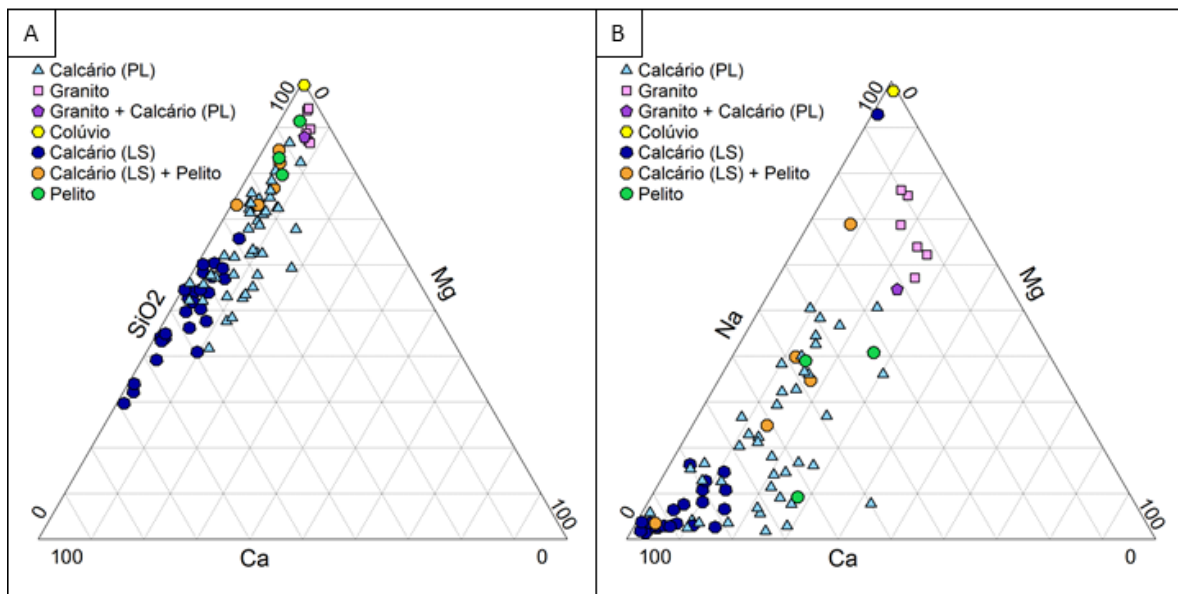 A
Calcário (PL)
Granito
Granito + Calcário (PL)
Colúvio
Calcário (LS)
Calcário (LS) + Pelito
Pelito
100
0
SiO2
Mg
0
100
100
Ca
0
B
Calcário (PL)
Granito
Granito + Calcário (PL)
Colúvio
Calcário (LS)
Calcário (LS) + Pelito
Pelito
100
0
Na
Mg
0
100
100
Ca
0